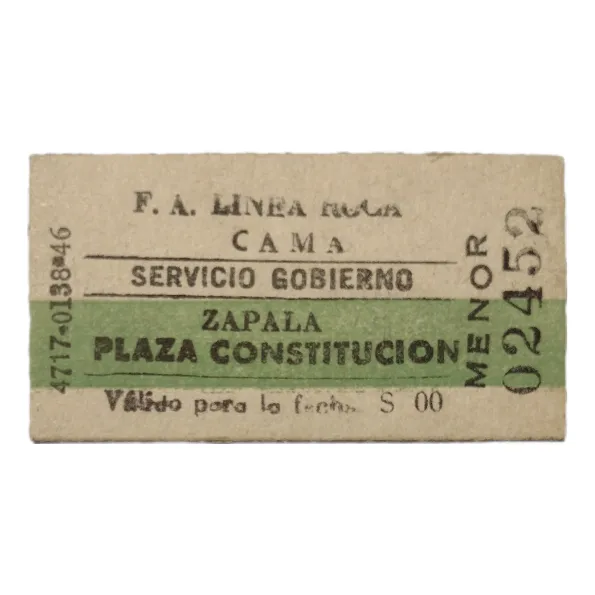 F. A. LINEA ROCA
CAMA
SERVICIO GOBIERNO
ZAPALA
PLAZA CONSTITUCION
Válido para la fecha S 00
4717-0138-46
MENOR
02452